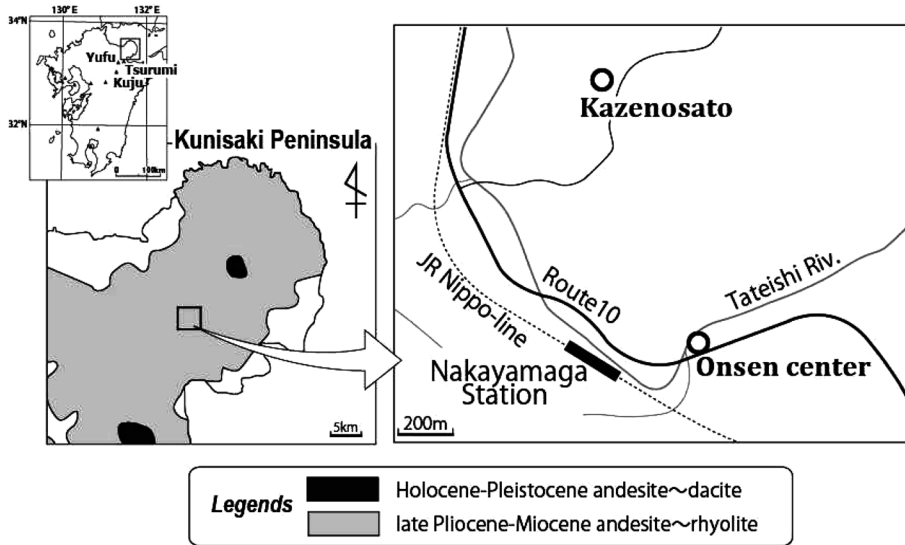 130°E
132°E
34°N
Yufu
Tsurumi
Kuju
32°N
0 100km
Kunisaki Peninsula
5km
Kazenosato
JR Nippo-line
Route10
Tateishi Riv.
Onsen center
Nakayamaga
Station
200m
Legends
Holocene-Pleistocene andesite~dacite
late Pliocene-Miocene andesite~rhyolite